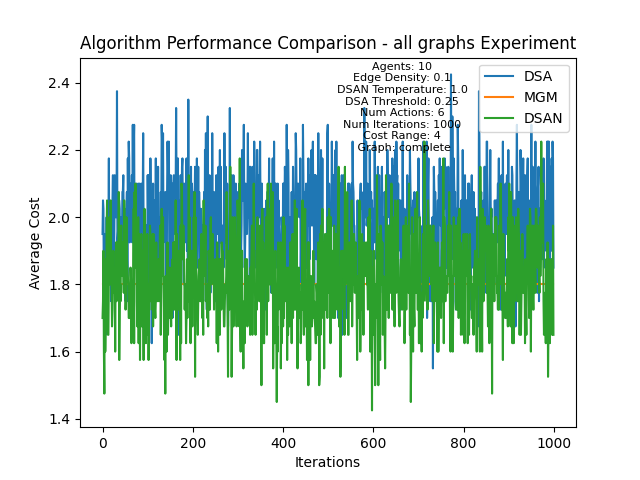 Algorithm Performance Comparison - all graphs Experiment
Agents: 10
Edge Density: 0.1
DSAN Temperature: 1.0
DSA Threshold: 0.25
Num Actions: 6
Num Iterations: 1000
Cost Range: 4
Graph: complete
DSA
MGM
DSAN
Average Cost
2.4
2.2
2.0
1.8
1.6
1.4
0
200
400
600
800
1000
Iterations